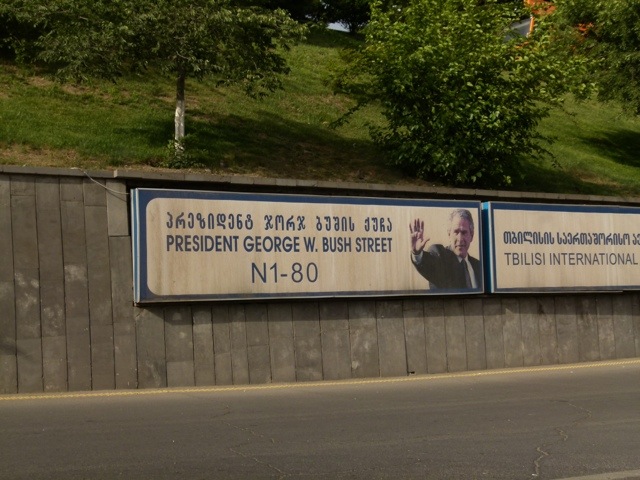 პრეზიდენტ ჯორჯ ბუშის ქუჩა
PRESIDENT GEORGE W. BUSH STREET
N1-80
თბილისის საერთაშორისო
TBILISI INTERNATIONAL